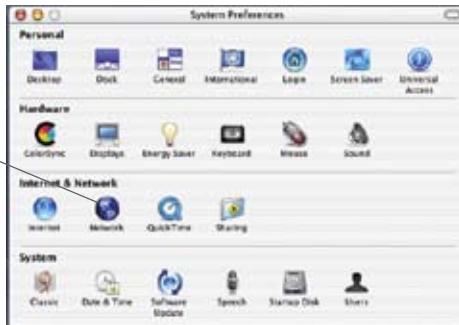 System Preferences
Personal
Desktop Dock General International Login Screen Saver Universal
Access
Hardware
ColorSync Displays Energy Saver Keyboard Mouse Sound
Internet & Network
Internet Network QuickTime Sharing
System
Classic Date & Time Software Speech Startup Disk Users
Update